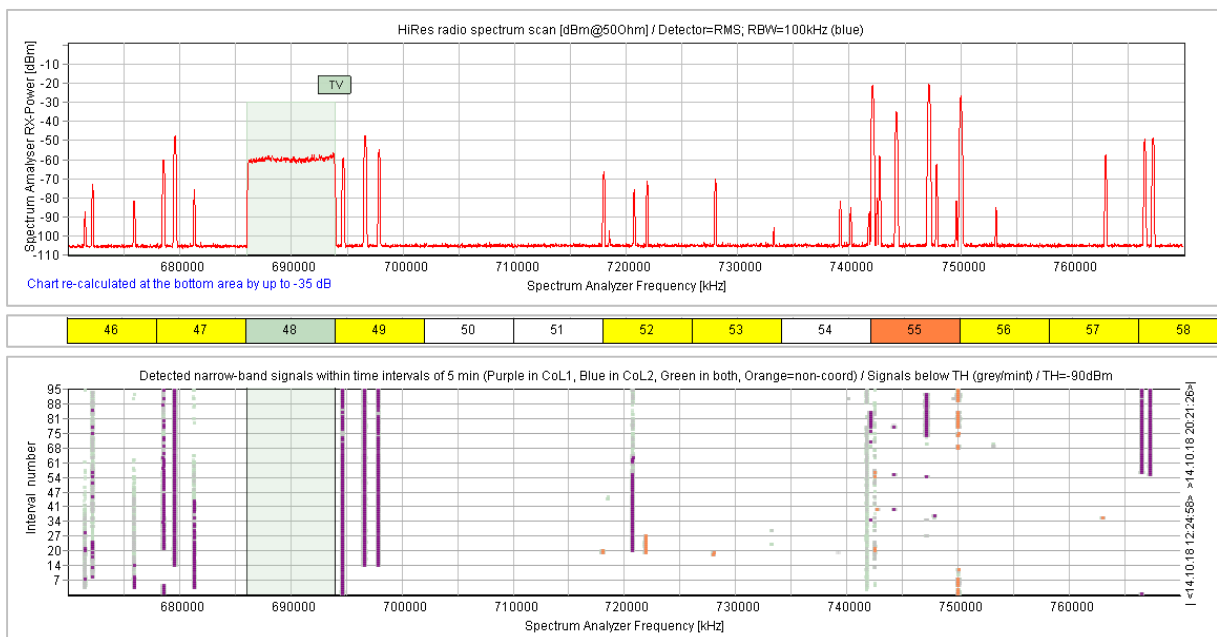 HiRes radio spectrum scan [dBm@50Ohm] / Detector=RMS; RBW=100kHz (blue)
Spectrum Amalyser RX-Power [dBm]
-10
-20
-30
-40
-50
-60
-70
-80
-90
-100
-110
TV
680000 690000 700000 710000 720000 730000 740000 750000 760000
Chart re-calculated at the bottom area by up to -35 dB
Spectrum Analyzer Frequency [kHz]
46 47 48 49 50 51 52 53 54 55 56 57 58
Detected narrow-band signals within time intervals of 5 min (Purple in CoL1, Blue in CoL2, Green in both, Orange=non-coord) / Signals below TH (grey/mint) / TH=-90dBm
Interval number
95
88
81
75
68
61
54
47
41
34
27
20
14
7
| <14.10.18 12:24:58> >14.10.18 20:21:26>|
680000 690000 700000 710000 720000 730000 740000 750000 760000
Spectrum Analyzer Frequency [kHz]